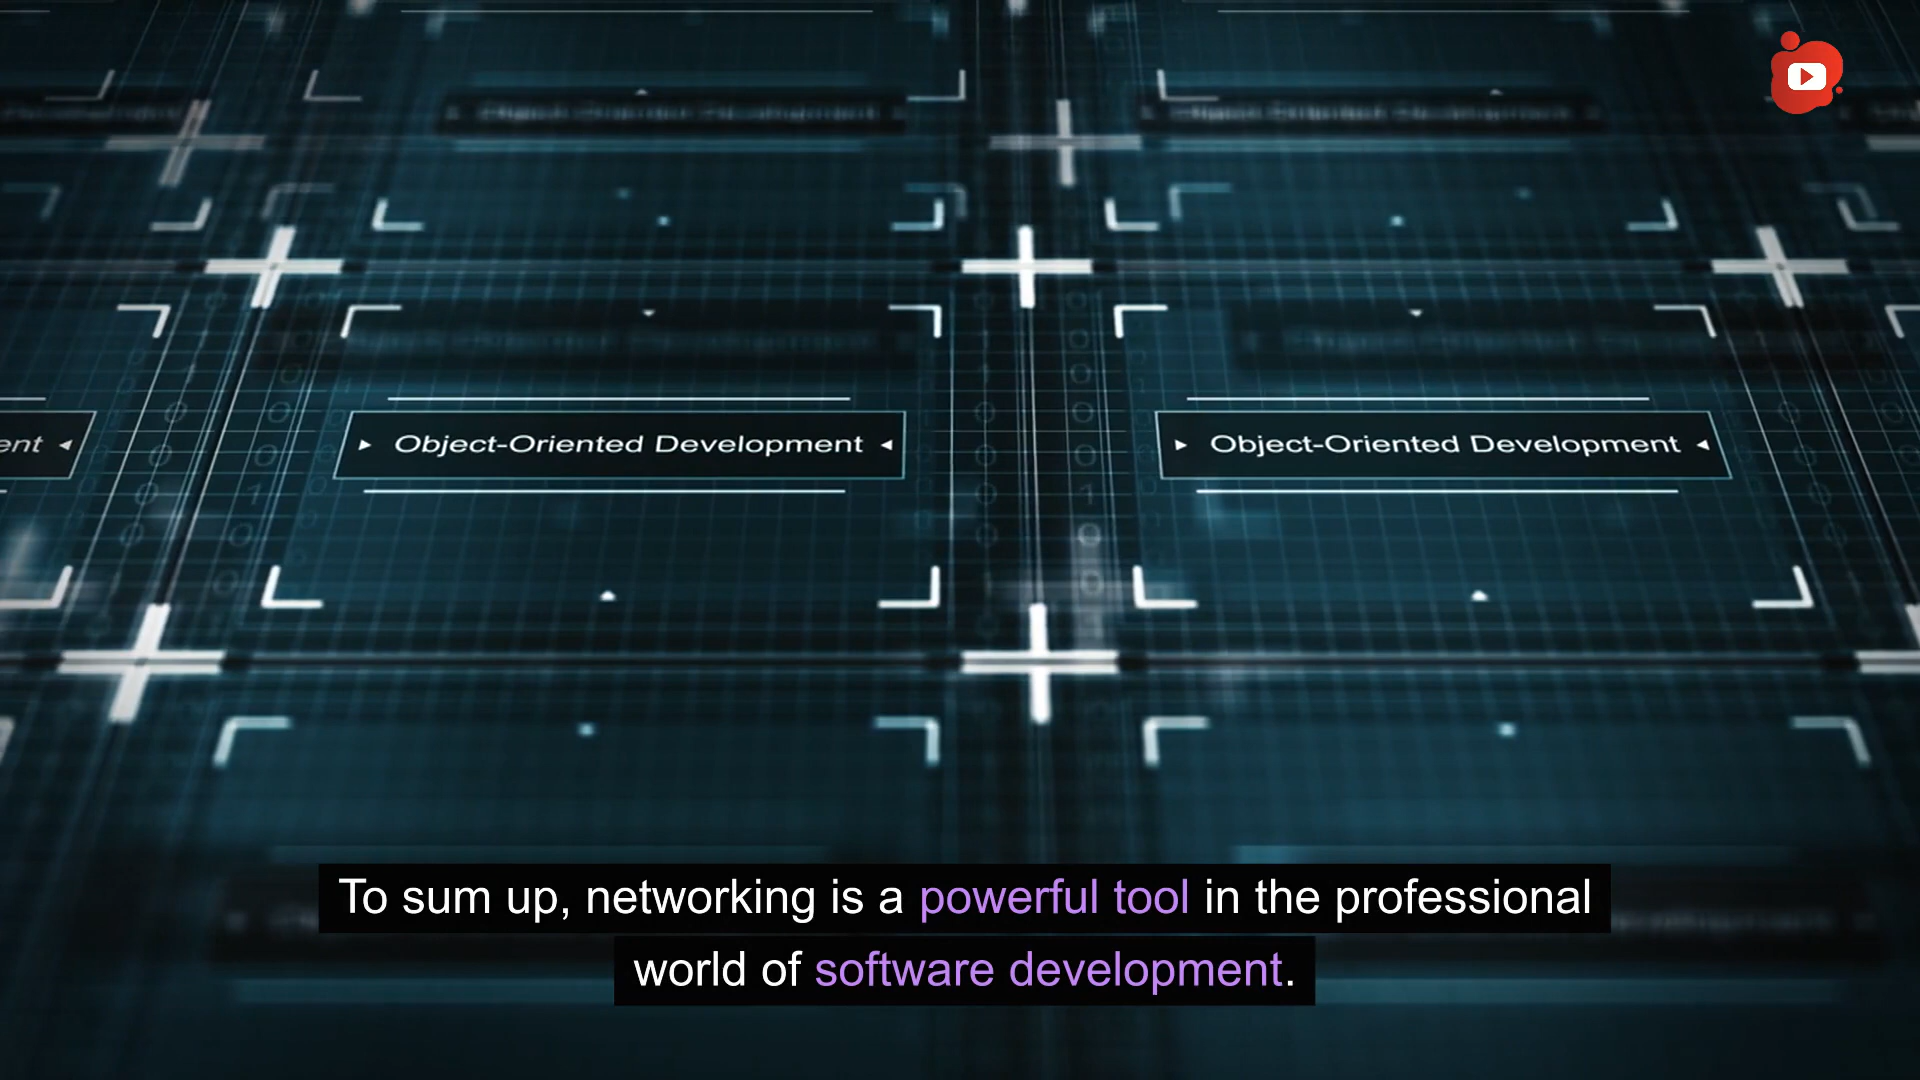 ent
Object-Oriented Development
Object-Oriented Development
To sum up, networking is a powerful tool in the professional
world of software development.